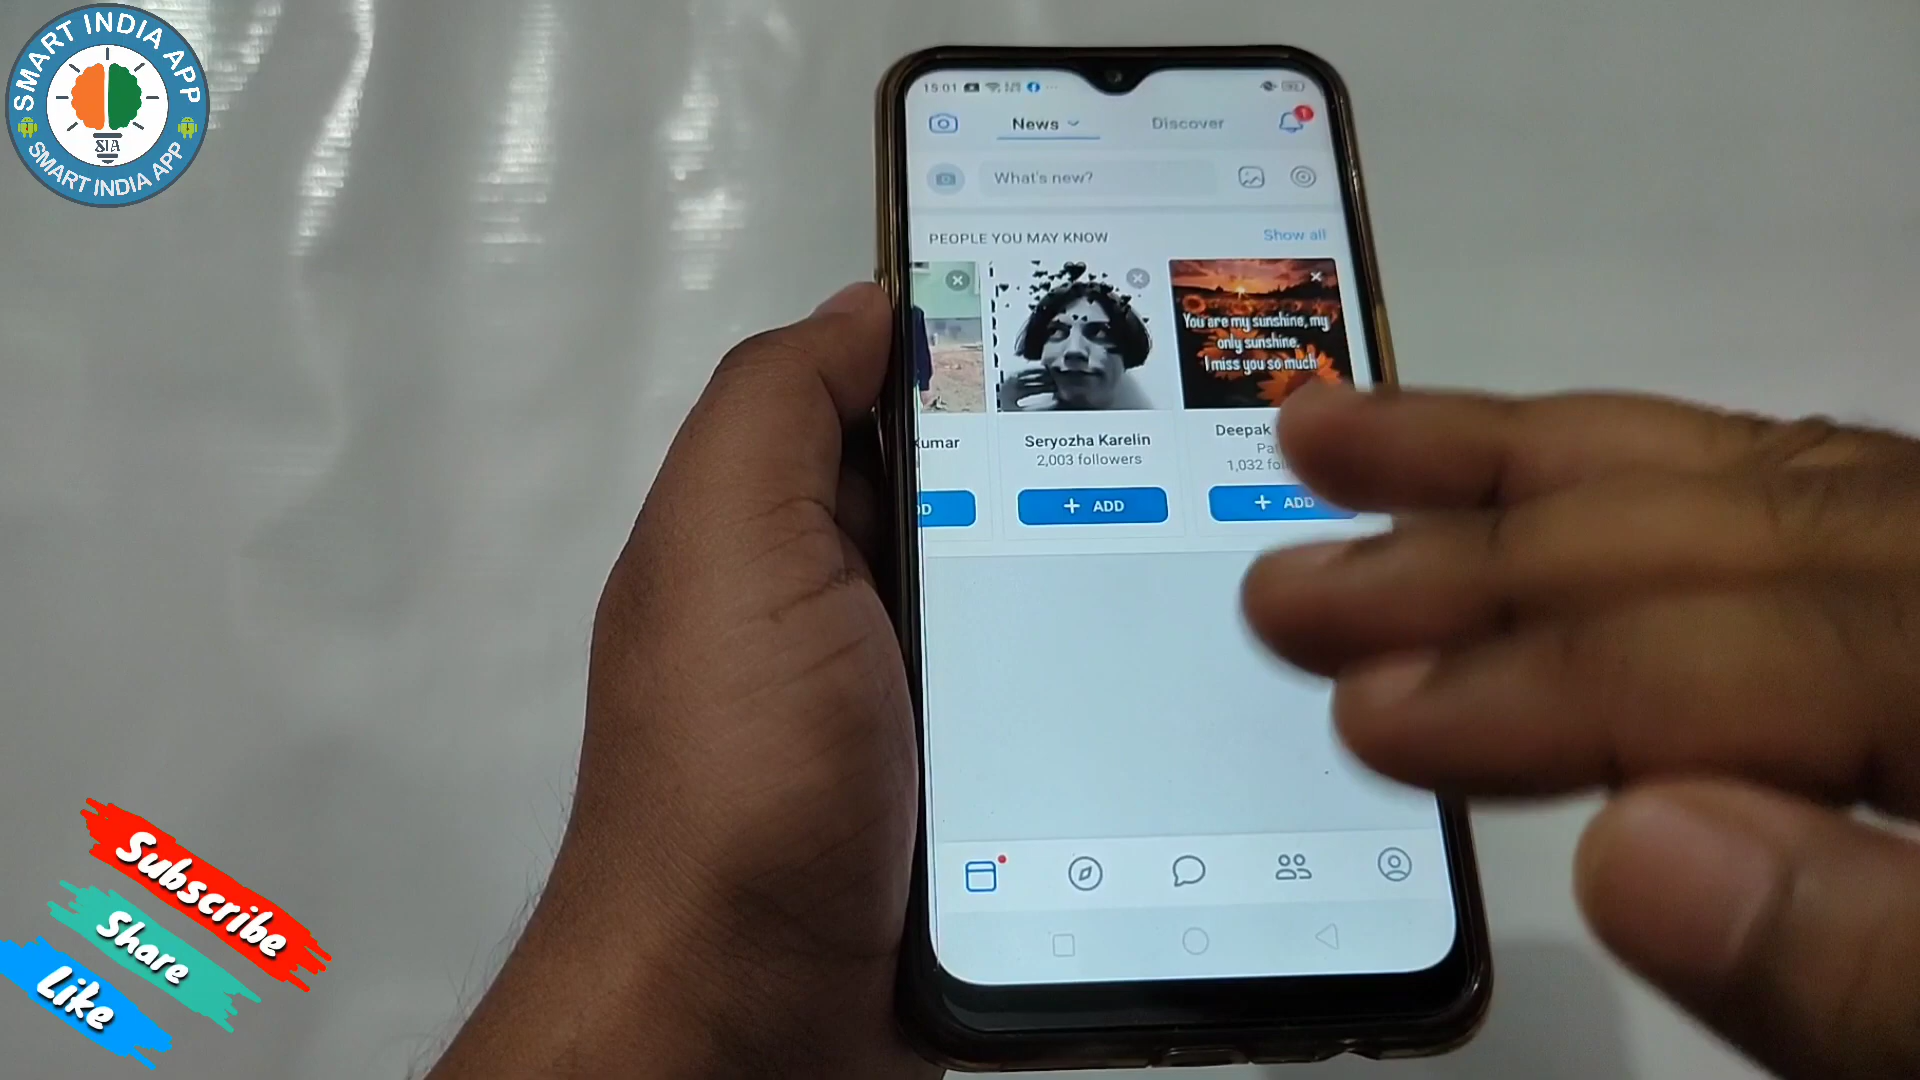 SMART INDIA APP
SIA
SMART INDIA APP
15:01
News
Discover
1
What's new?
PEOPLE YOU MAY KNOW
Show all
You are my sunshine, my
only sunshine.
I miss you so much
Kumar
Seryozha Karelin
2,003 followers
Deepak
1,032
+ ADD
+ ADD
Subscribe
Share
Like